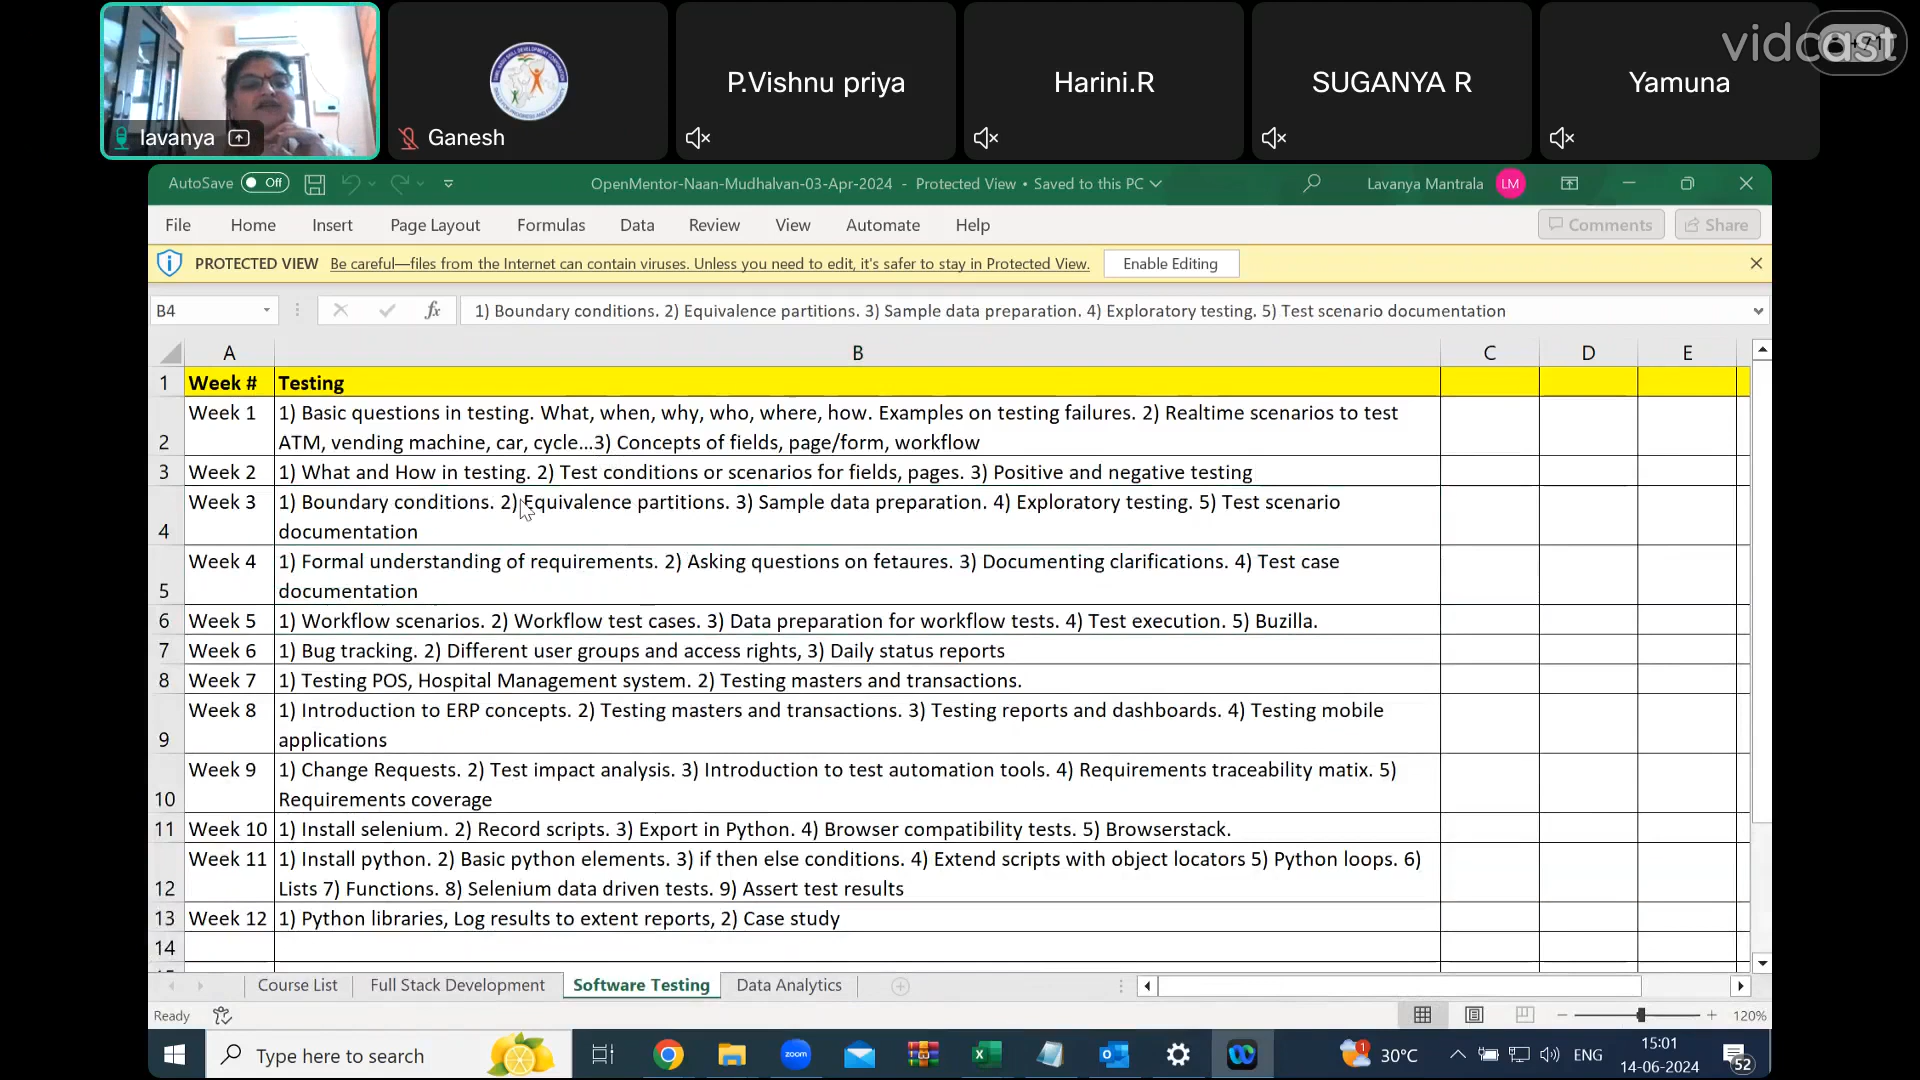 vidcast
lavanya
Ganesh
P.Vishnu priya
Harini.R
SUGANYA R
Yamuna
AutoSave Off
OpenMentor-Naan-Mudhalvan-03-Apr-2024 - Protected View • Saved to this PC
Lavanya Mantrala LM
File Home Insert Page Layout Formulas Data Review View Automate Help
Comments Share
PROTECTED VIEW Be careful—files from the Internet can contain viruses. Unless you need to edit, it's safer to stay in Protected View. Enable Editing
B4 fx 1) Boundary conditions. 2) Equivalence partitions. 3) Sample data preparation. 4) Exploratory testing. 5) Test scenario documentation
A B C D E
1 Week # Testing
Week 1 1) Basic questions in testing. What, when, why, who, where, how. Examples on testing failures. 2) Realtime scenarios to test
2 ATM, vending machine, car, cycle...3) Concepts of fields, page/form, workflow
3 Week 2 1) What and How in testing. 2) Test conditions or scenarios for fields, pages. 3) Positive and negative testing
Week 3 1) Boundary conditions. 2) Equivalence partitions. 3) Sample data preparation. 4) Exploratory testing. 5) Test scenario
4 documentation
Week 4 1) Formal understanding of requirements. 2) Asking questions on fetaures. 3) Documenting clarifications. 4) Test case
5 documentation
6 Week 5 1) Workflow scenarios. 2) Workflow test cases. 3) Data preparation for workflow tests. 4) Test execution. 5) Buzilla.
7 Week 6 1) Bug tracking. 2) Different user groups and access rights, 3) Daily status reports
8 Week 7 1) Testing POS, Hospital Management system. 2) Testing masters and transactions.
Week 8 1) Introduction to ERP concepts. 2) Testing masters and transactions. 3) Testing reports and dashboards. 4) Testing mobile
9 applications
Week 9 1) Change Requests. 2) Test impact analysis. 3) Introduction to test automation tools. 4) Requirements traceability matix. 5)
10 Requirements coverage
11 Week 10 1) Install selenium. 2) Record scripts. 3) Export in Python. 4) Browser compatibility tests. 5) Browserstack.
Week 11 1) Install python. 2) Basic python elements. 3) if then else conditions. 4) Extend scripts with object locators 5) Python loops. 6)
12 Lists 7) Functions. 8) Selenium data driven tests. 9) Assert test results
13 Week 12 1) Python libraries, Log results to extent reports, 2) Case study
14
Course List Full Stack Development Software Testing Data Analytics
Ready 120%
Type here to search zoom 1 30°C ENG 15:01
14-06-2024 52